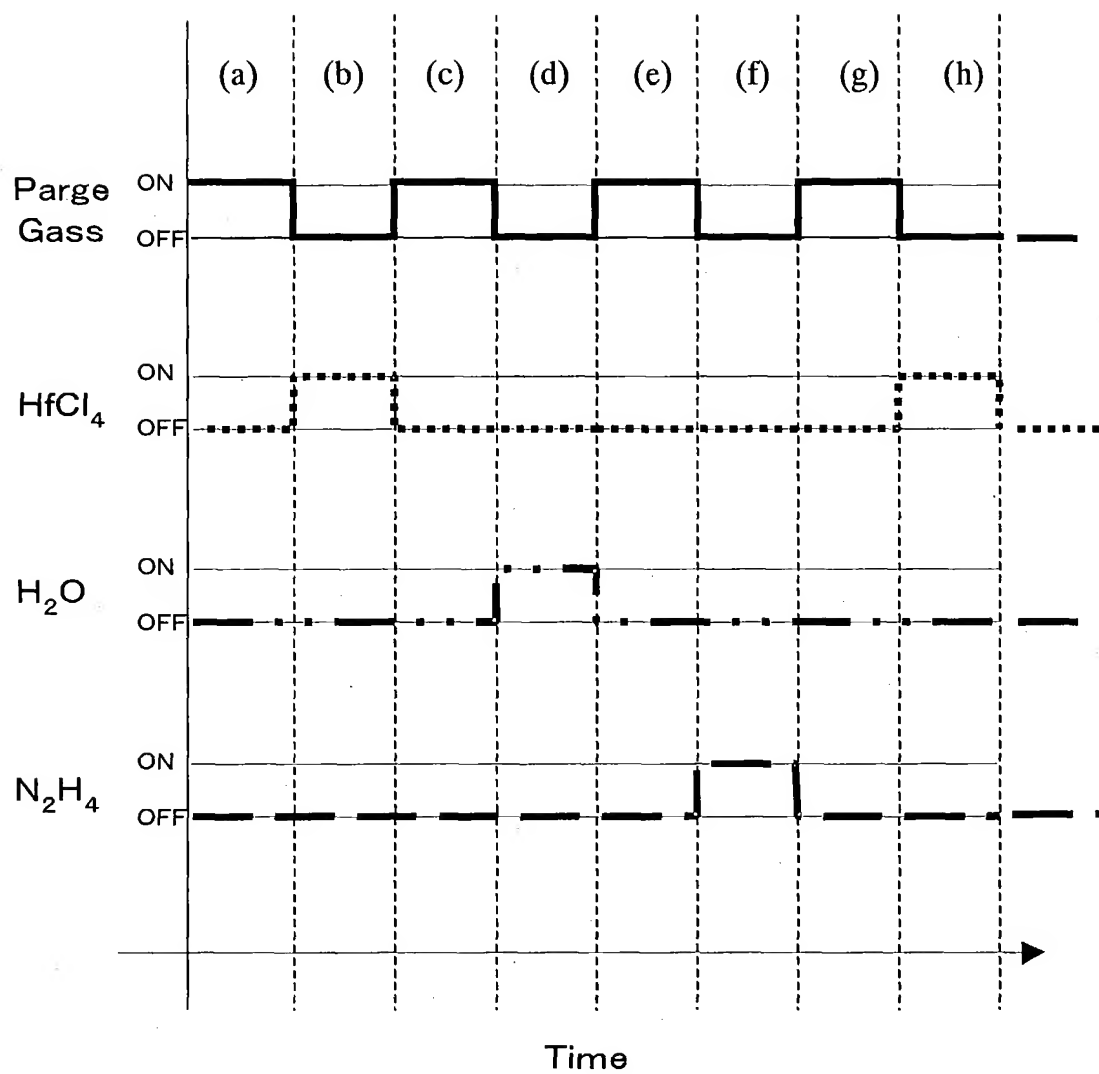 (a) (b) (c) (d) (e) (f) (g) (h)
Parge
Gass
ON
OFF
HfCl₄
ON
OFF
H₂O
ON
OFF
N₂H₄
ON
OFF
Time